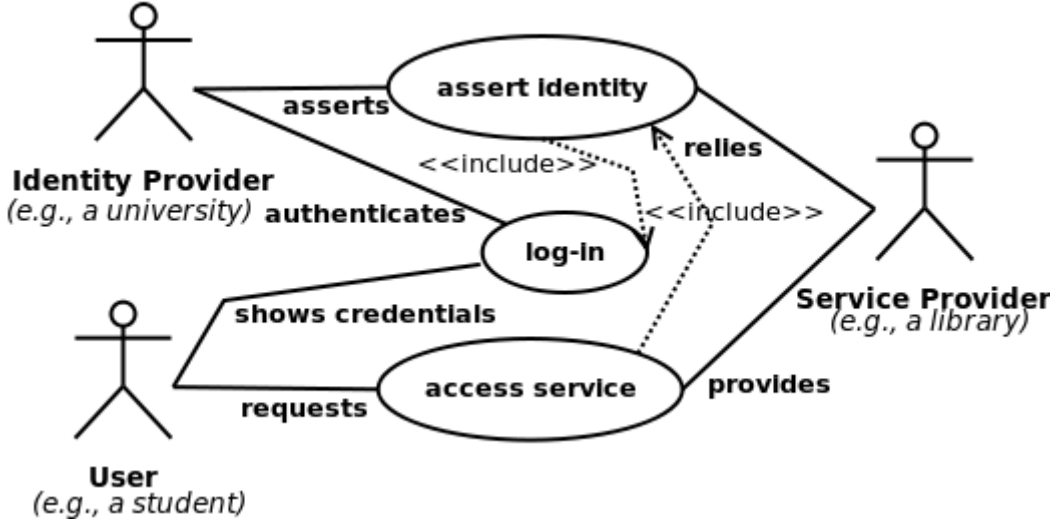 assert identity
asserts
relies
<<include>>
Identity Provider
(e.g., a university)
authenticates
<<include>>
log-in
Service Provider
(e.g., a library)
shows credentials
access service
provides
requests
User
(e.g., a student)